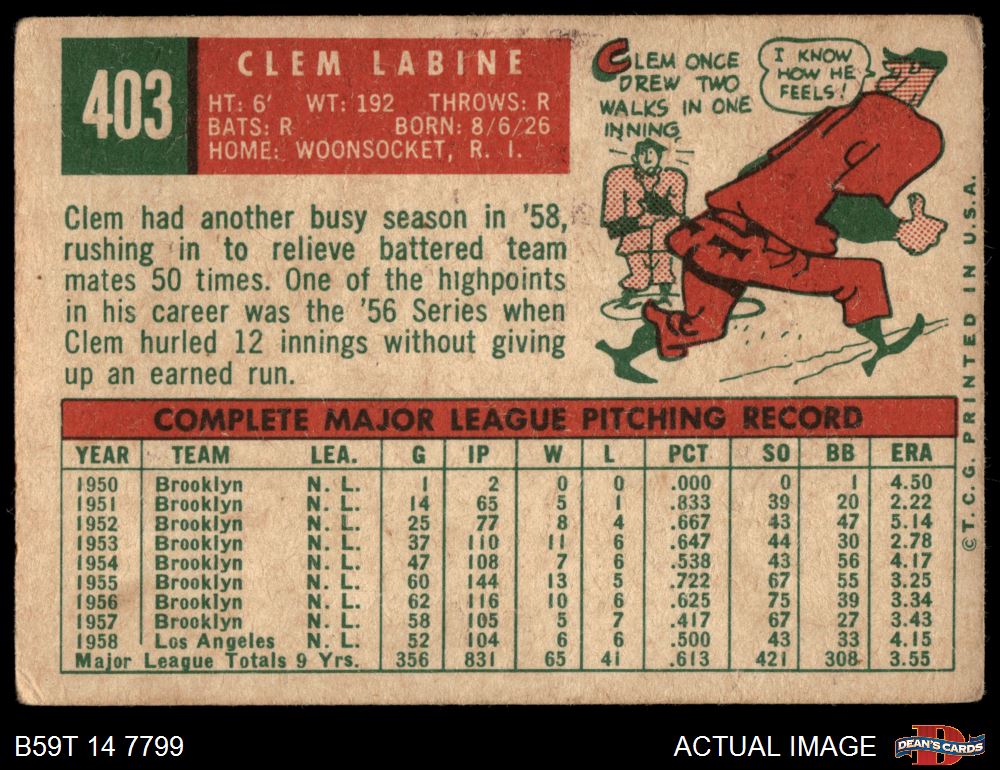 403
CLEM LABINE
HT: 6' WT: 192 THROWS: R
BATS: R BORN: 8/6/26
HOME: WOONSOCKET, R. I.
CLEM ONCE
DREW TWO
WALKS IN ONE
INNING
I KNOW
HOW HE
FEELS!
Clem had another busy season in '58,
rushing in to relieve battered team
mates 50 times. One of the highpoints
in his career was the '56 Series when
Clem hurled 12 innings without giving
up an earned run.
COMPLETE MAJOR LEAGUE PITCHING RECORD
YEAR TEAM LEA. G IP W L PCT SO BB ERA
1950 Brooklyn N. L. 1 2 0 0 .000 0 1 4.50
1951 Brooklyn N. L. 14 65 5 1 .833 39 20 2.22
1952 Brooklyn N. L. 25 77 8 4 .667 43 47 5.14
1953 Brooklyn N. L. 37 110 11 6 .647 44 30 2.78
1954 Brooklyn N. L. 47 108 7 6 .538 43 56 4.17
1955 Brooklyn N. L. 60 144 13 5 .722 67 55 3.25
1956 Brooklyn N. L. 62 116 10 6 .625 75 39 3.34
1957 Brooklyn N. L. 58 105 5 7 .417 67 27 3.43
1958 Los Angeles N. L. 52 104 6 6 .500 43 33 4.15
Major League Totals 9 Yrs. 356 831 65 41 .613 421 308 3.55
© T. C. G. PRINTED IN U.S.A.
B59T 14 7799
ACTUAL IMAGE
DEAN'S CARDS